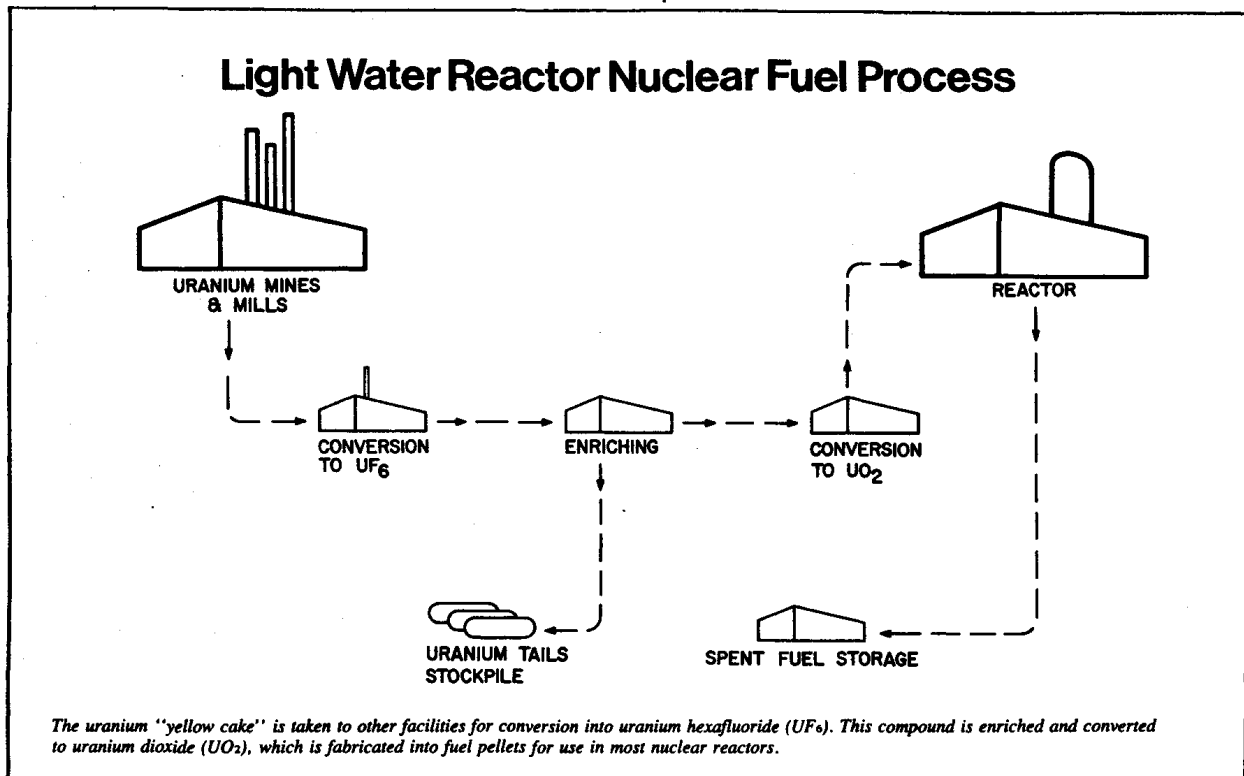 Light Water Reactor Nuclear Fuel Process
URANIUM MINES
& MILLS
REACTOR
CONVERSION
TO UF6
ENRICHING
CONVERSION
TO UO2
URANIUM TAILS
STOCKPILE
SPENT FUEL STORAGE
The uranium “yellow cake” is taken to other facilities for conversion into uranium hexafluoride (UF6). This compound is enriched and converted
to uranium dioxide (UO2), which is fabricated into fuel pellets for use in most nuclear reactors.